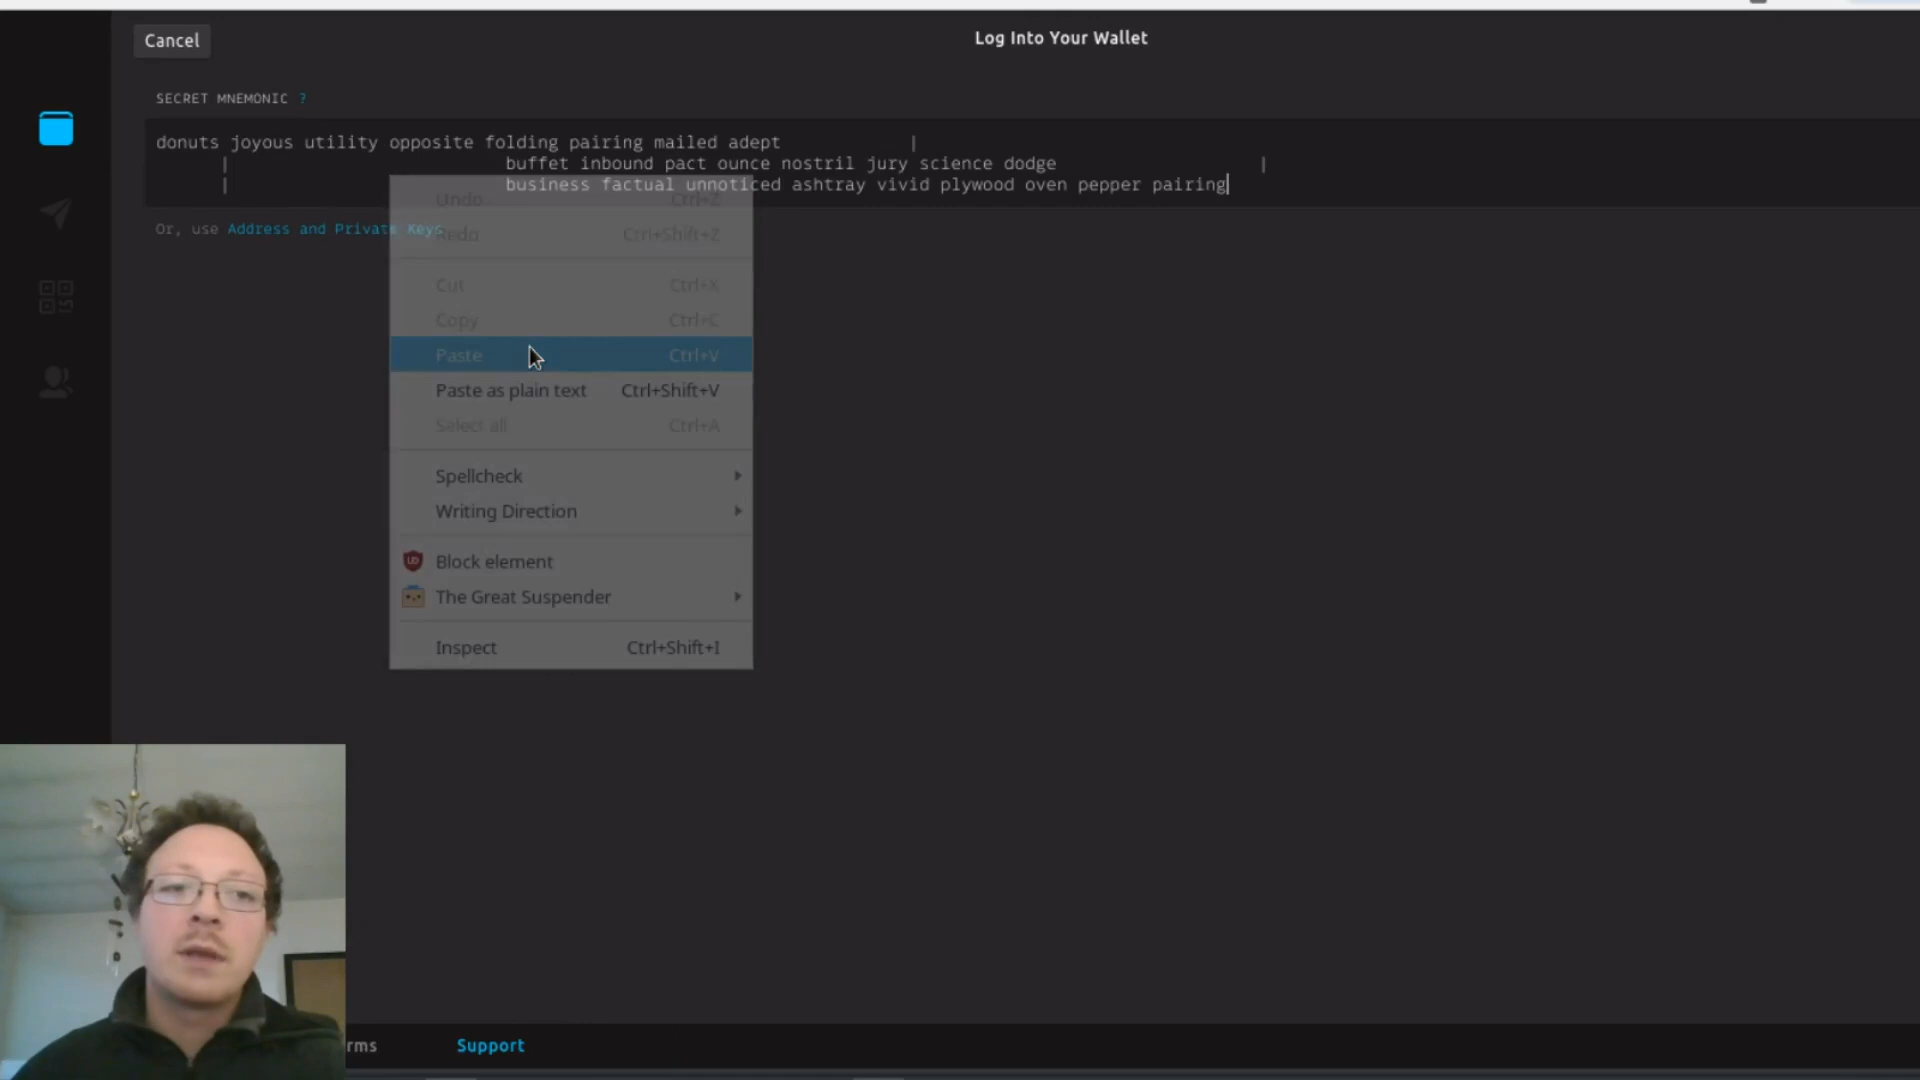 Cancel
Log Into Your Wallet
SECRET MNEMONIC ?
donuts joyous utility opposite folding pairing mailed adept |
| buffet inbound pact ounce nostril jury science dodge |
| business factual unnoticed ashtray vivid plywood oven pepper pairing
Or, use Address and Private Keys
Undo Ctrl+Z
Redo Ctrl+Shift+Z
Cut Ctrl+X
Copy Ctrl+C
Paste Ctrl+V
Paste as plain text Ctrl+Shift+V
Select all Ctrl+A
Spellcheck
Writing Direction
Block element
The Great Suspender
Inspect Ctrl+Shift+I
rms
Support